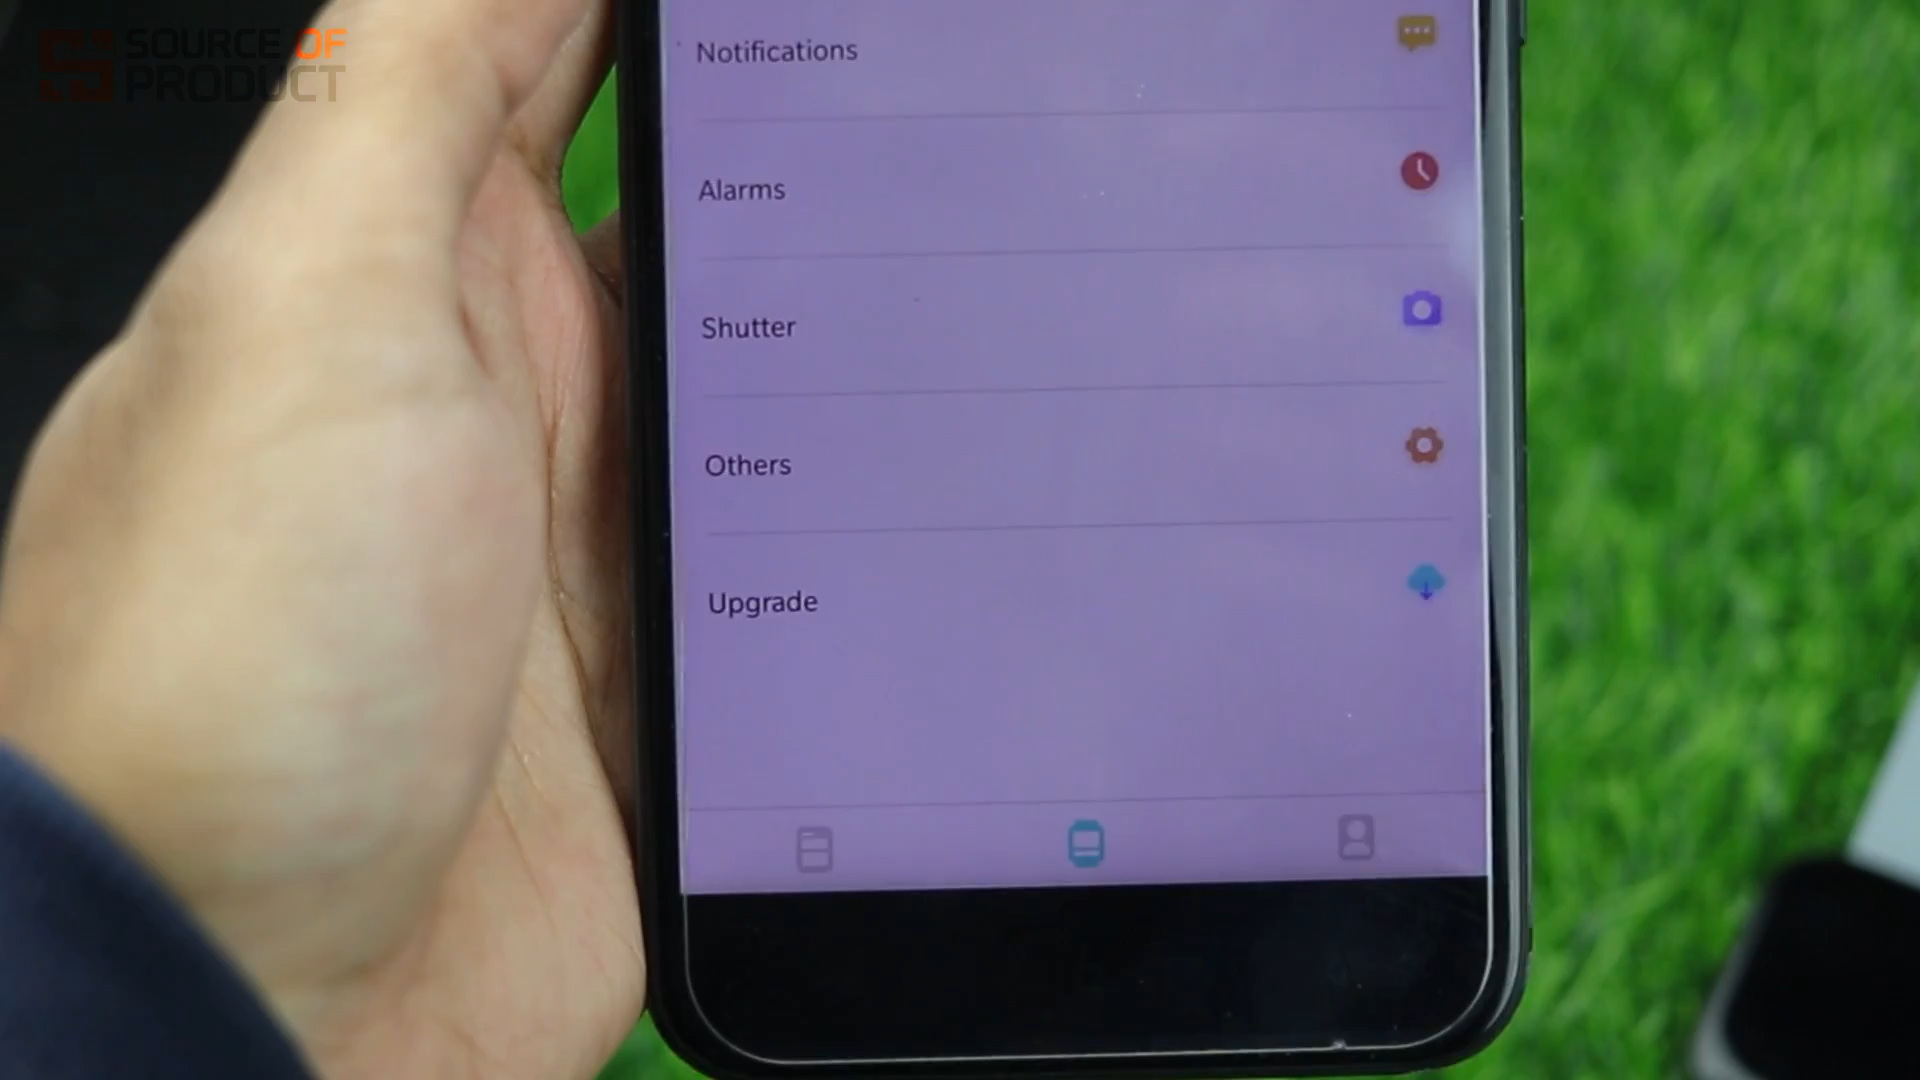 SOURCE OF
PRODUCT
Notifications
Alarms
Shutter
Others
Upgrade